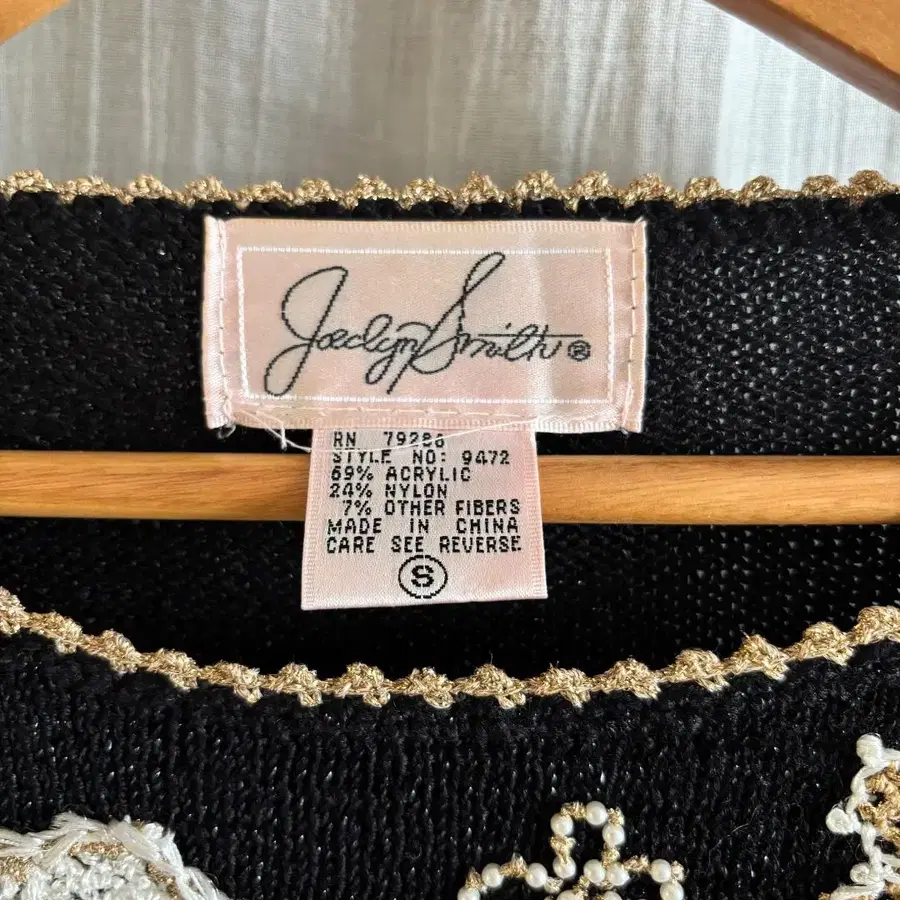 Jaclyn Smith®
RN 79286
STYLE NO: 9472
69% ACRYLIC
24% NYLON
7% OTHER FIBERS
MADE IN CHINA
CARE SEE REVERSE
S